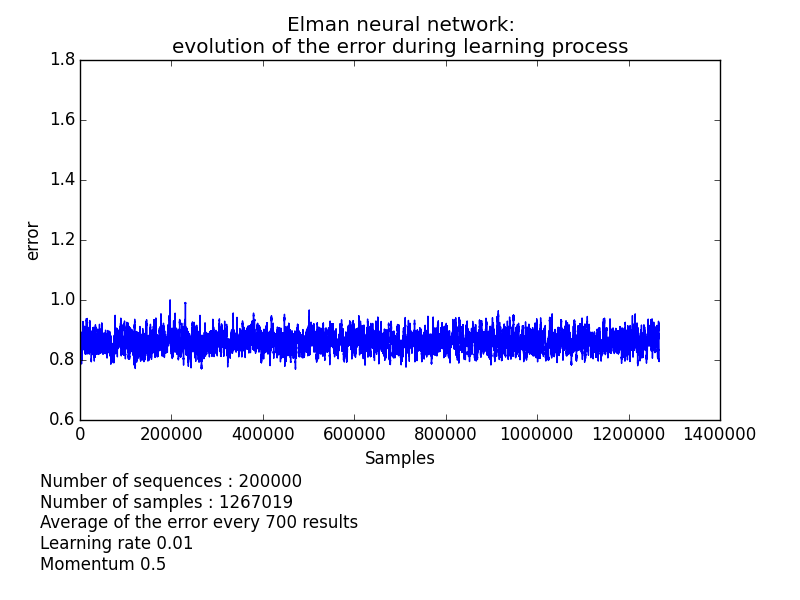 Elman neural network:
evolution of the error during learning process
1.8
1.6
1.4
1.2
1.0
0.8
0.6
error
0 200000 400000 600000 800000 1000000 1200000 1400000
Samples
Number of sequences : 200000
Number of samples : 1267019
Average of the error every 700 results
Learning rate 0.01
Momentum 0.5